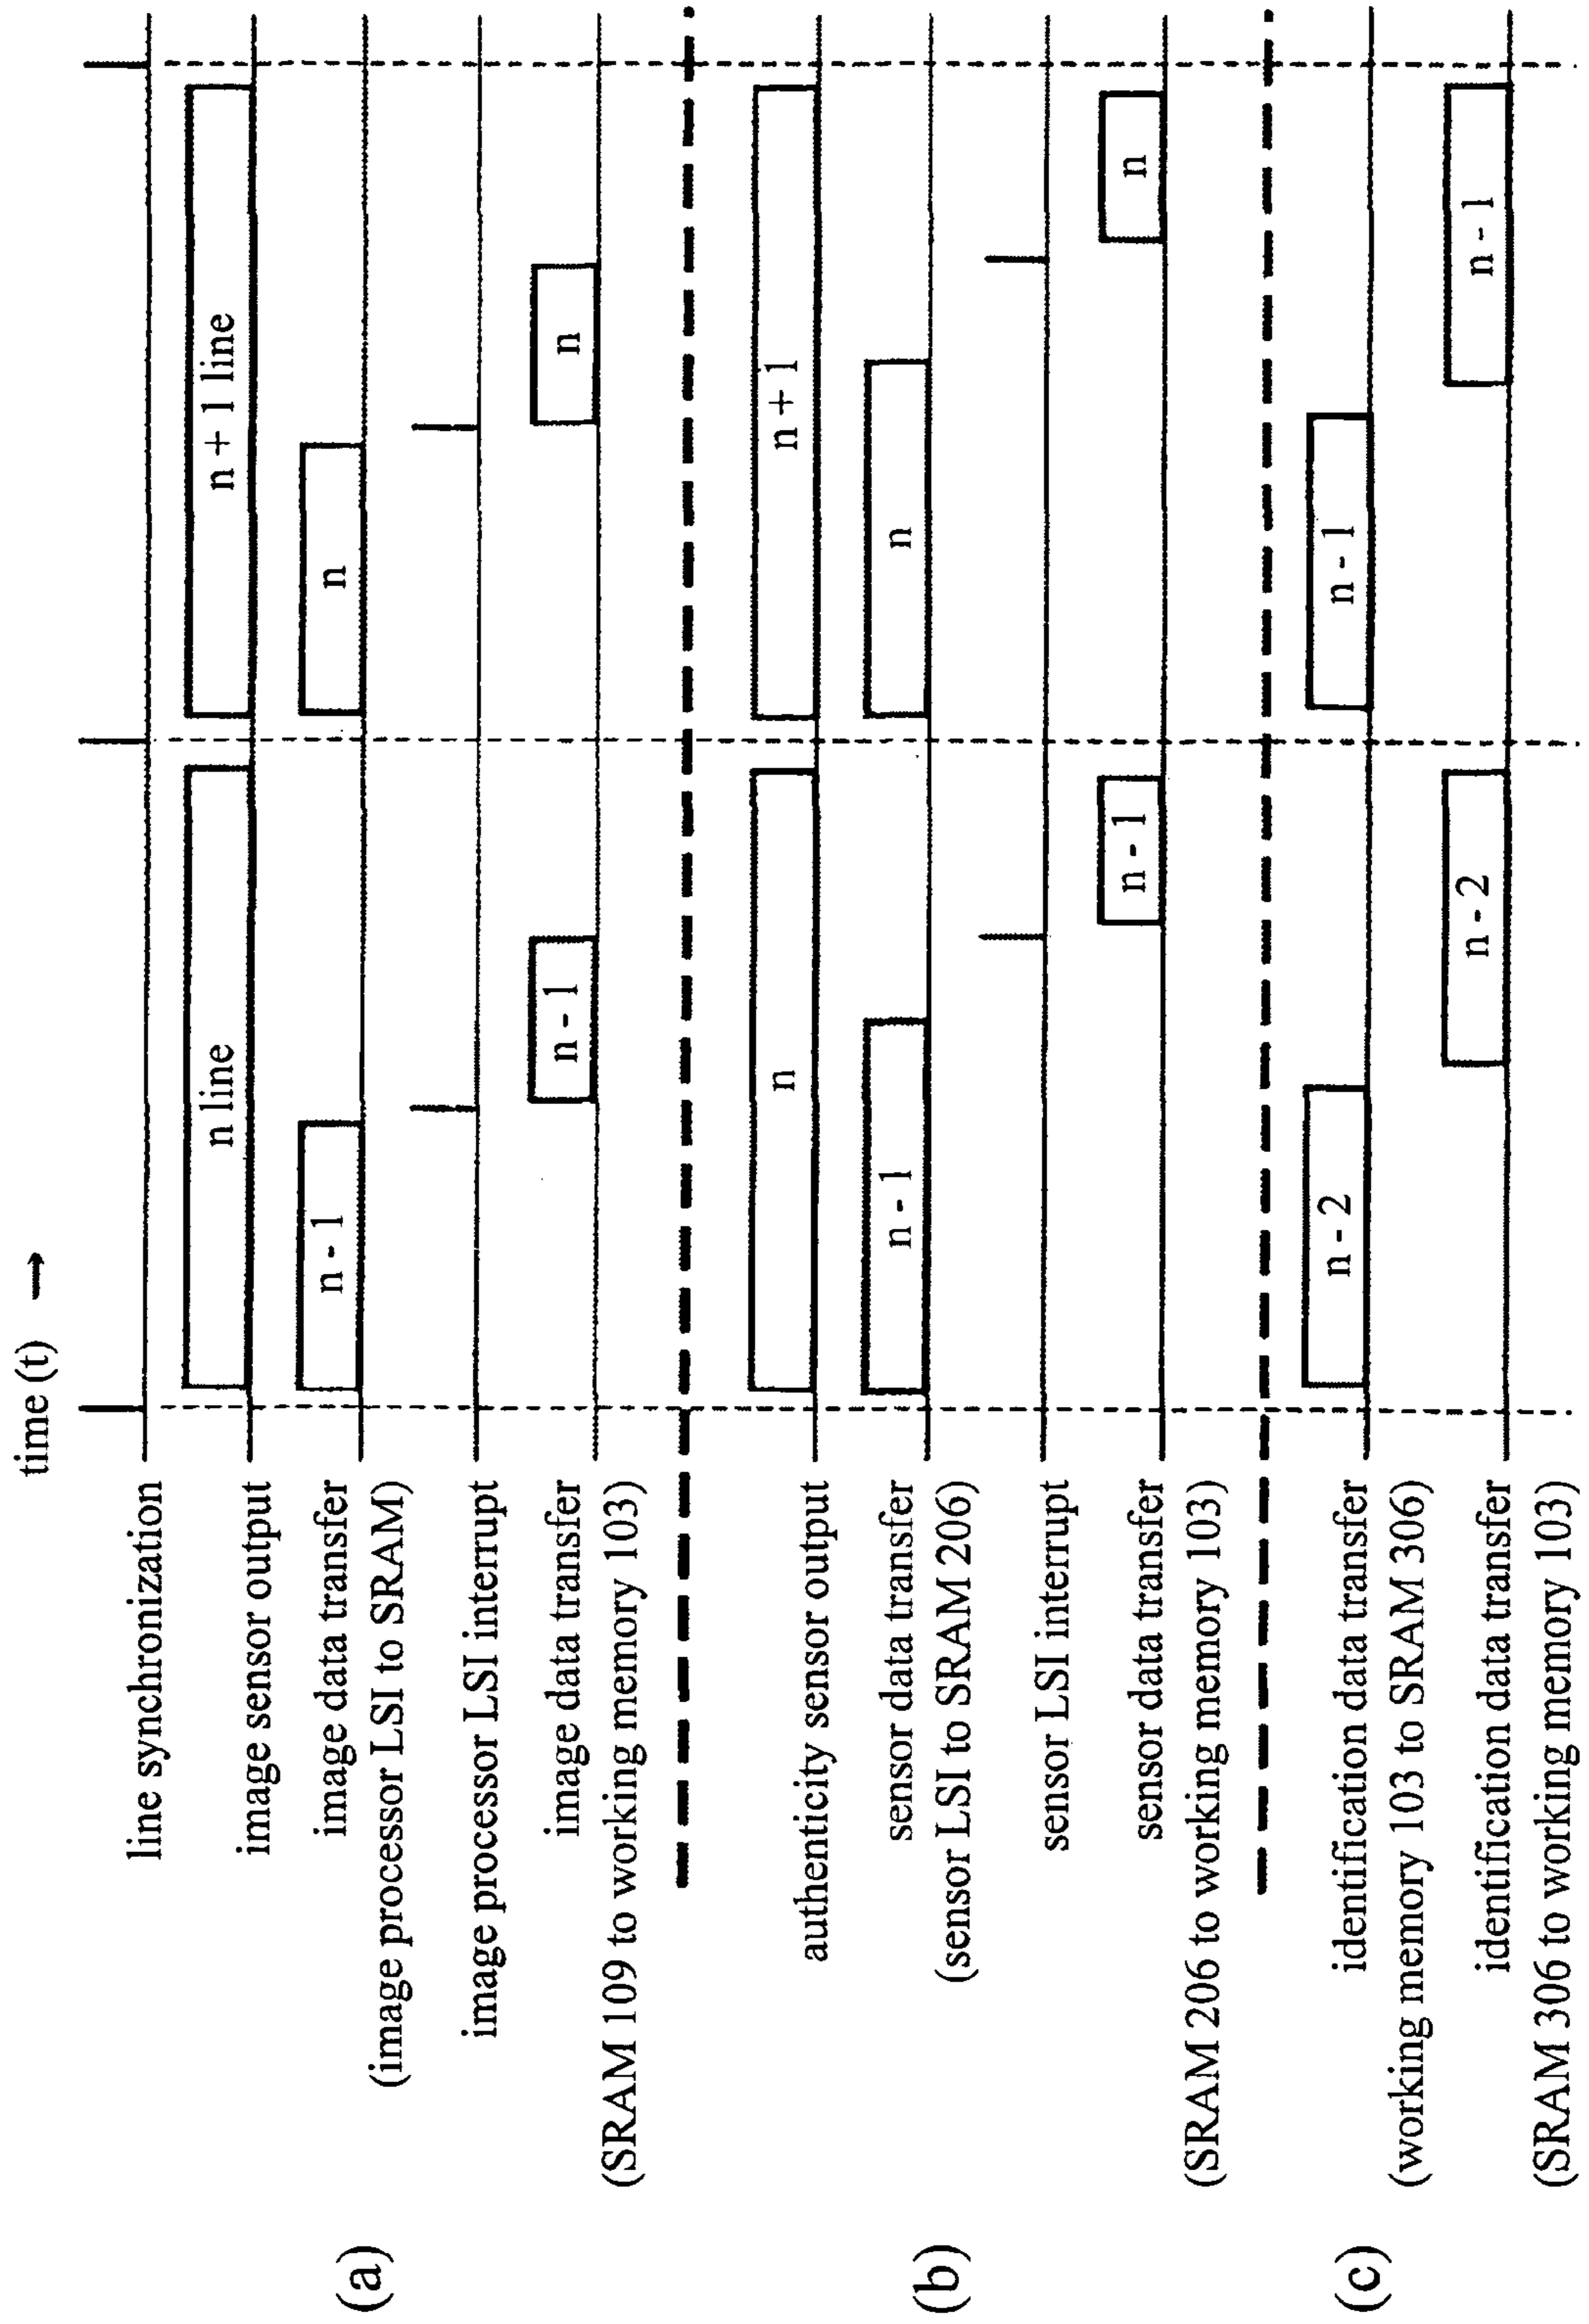 time (t) →
line synchronization
image sensor output
n line
n + 1 line
image data transfer
(image processor LSI to SRAM)
n - 1
n
image processor LSI interrupt
image data transfer
(SRAM 109 to working memory 103)
n - 1
n
(a)
authenticity sensor output
n
n + 1
sensor data transfer
(sensor LSI to SRAM 206)
n - 1
n
sensor LSI interrupt
sensor data transfer
(SRAM 206 to working memory 103)
n - 1
n
(b)
identification data transfer
(working memory 103 to SRAM 306)
n - 2
n - 1
identification data transfer
(SRAM 306 to working memory 103)
n - 2
n - 1
(c)